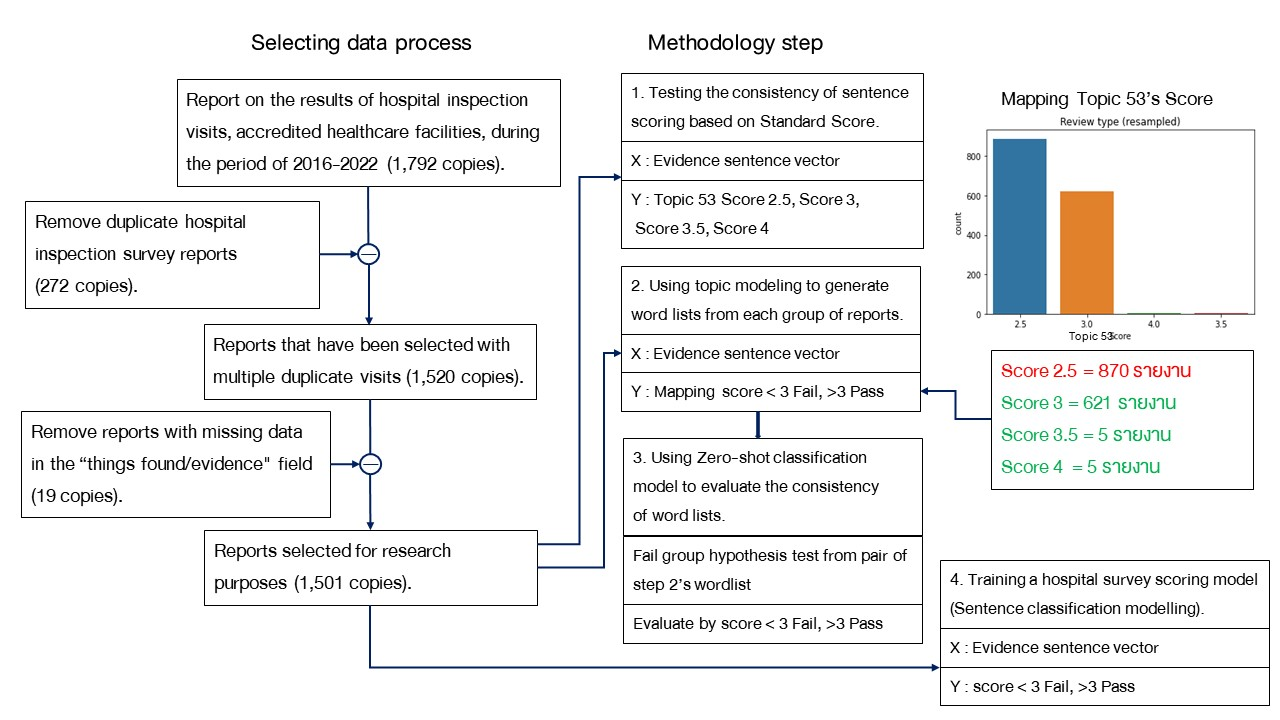 Selecting data process
Report on the results of hospital inspection
visits, accredited healthcare facilities, during
the period of 2016-2022 (1,792 copies).
Remove duplicate hospital
inspection survey reports
(272 copies).
Reports that have been selected with
multiple duplicate visits (1,520 copies).
Remove reports with missing data
in the “things found/evidence" field
(19 copies).
Reports selected for research
purposes (1,501 copies).
Methodology step
1. Testing the consistency of sentence
scoring based on Standard Score.
X : Evidence sentence vector
Y : Topic 53 Score 2.5, Score 3,
Score 3.5, Score 4
2. Using topic modeling to generate
word lists from each group of reports.
X : Evidence sentence vector
Y : Mapping score < 3 Fail, >3 Pass
3. Using Zero-shot classification
model to evaluate the consistency
of word lists.
Fail group hypothesis test from pair of
step 2’s wordlist
Evaluate by score < 3 Fail, >3 Pass
Mapping Topic 53’s Score
Review type (resampled)
count
800
600
400
200
0
2.5 3.0 4.0 3.5
Topic 53 Score
Score 2.5 = 870 รายงาน
Score 3 = 621 รายงาน
Score 3.5 = 5 รายงาน
Score 4 = 5 รายงาน
4. Training a hospital survey scoring model
(Sentence classification modelling).
X : Evidence sentence vector
Y : score < 3 Fail, >3 Pass